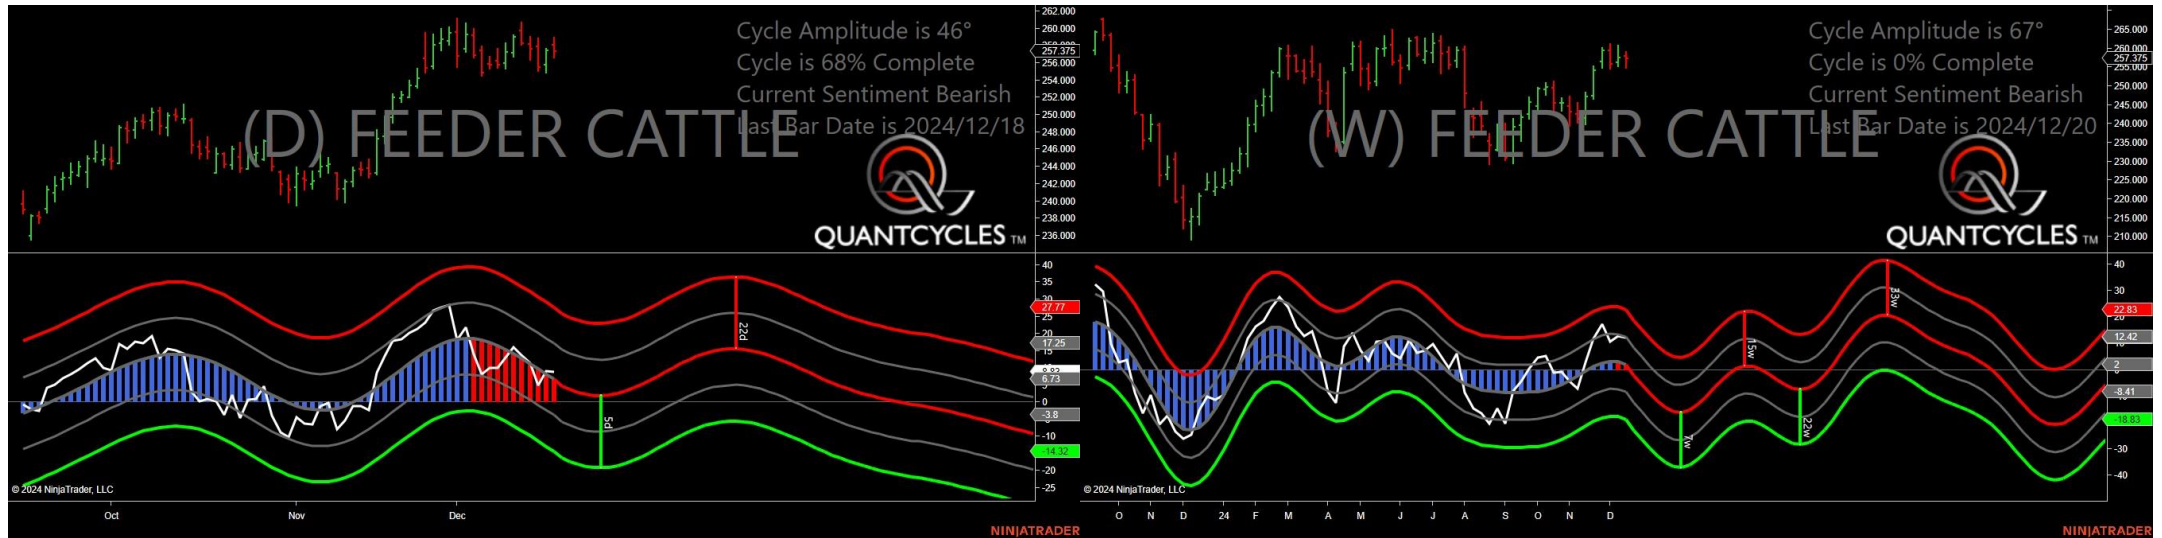 Cycle Amplitude is 46°
Cycle is 68% Complete
Current Sentiment Bearish
Last Bar Date is 2024/12/18
(D) FEEDER CATTLE
QUANTCYCLES TM
262.000
260.000
257.375
256.000
254.000
252.000
250.000
248.000
246.000
244.000
242.000
240.000
238.000
236.000
40
35
30
27.77
25
20
17.25
15
6.73
0
-3.8
-10
-14.32
-20
-25
22d
5d
© 2024 NinjaTrader, LLC
Oct Nov Dec
NINJATRADER
Cycle Amplitude is 67°
Cycle is 0% Complete
Current Sentiment Bearish
Last Bar Date is 2024/12/20
(W) FEEDER CATTLE
QUANTCYCLES TM
265.000
260.000
257.375
255.000
250.000
245.000
240.000
235.000
230.000
225.000
220.000
215.000
210.000
40
30
22.83
20
12.42
2
-8.41
-18.83
-30
-40
33w
15w
7w
22w
© 2024 NinjaTrader, LLC
O N D 24 F M A M J J A S O N D
NINJATRADER